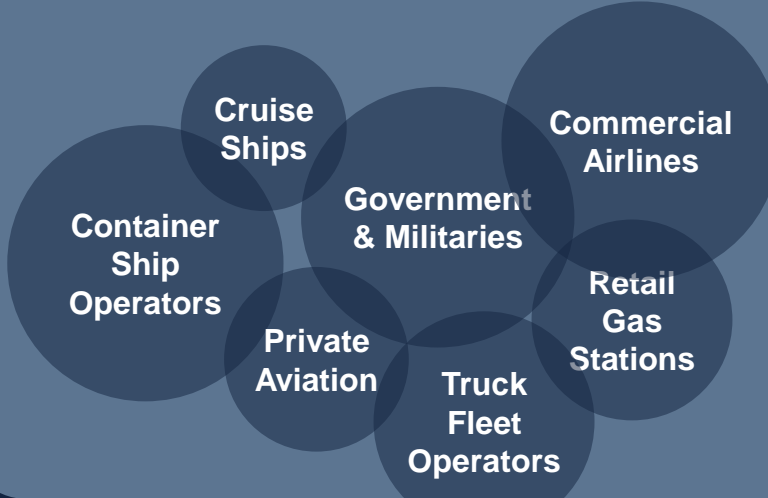 Cruise
Ships
Commercial
Airlines
Government
& Militaries
Container
Ship
Operators
Retail
Gas
Stations
Private
Aviation
Truck
Fleet
Operators